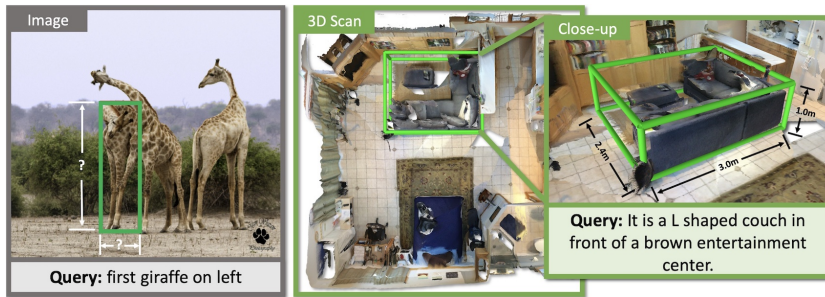 Image
?
?
Query: first giraffe on left
3D Scan
Close-up
2.4m
3.0m
1.0m
Query: It is a L shaped couch in
front of a brown entertainment
center.